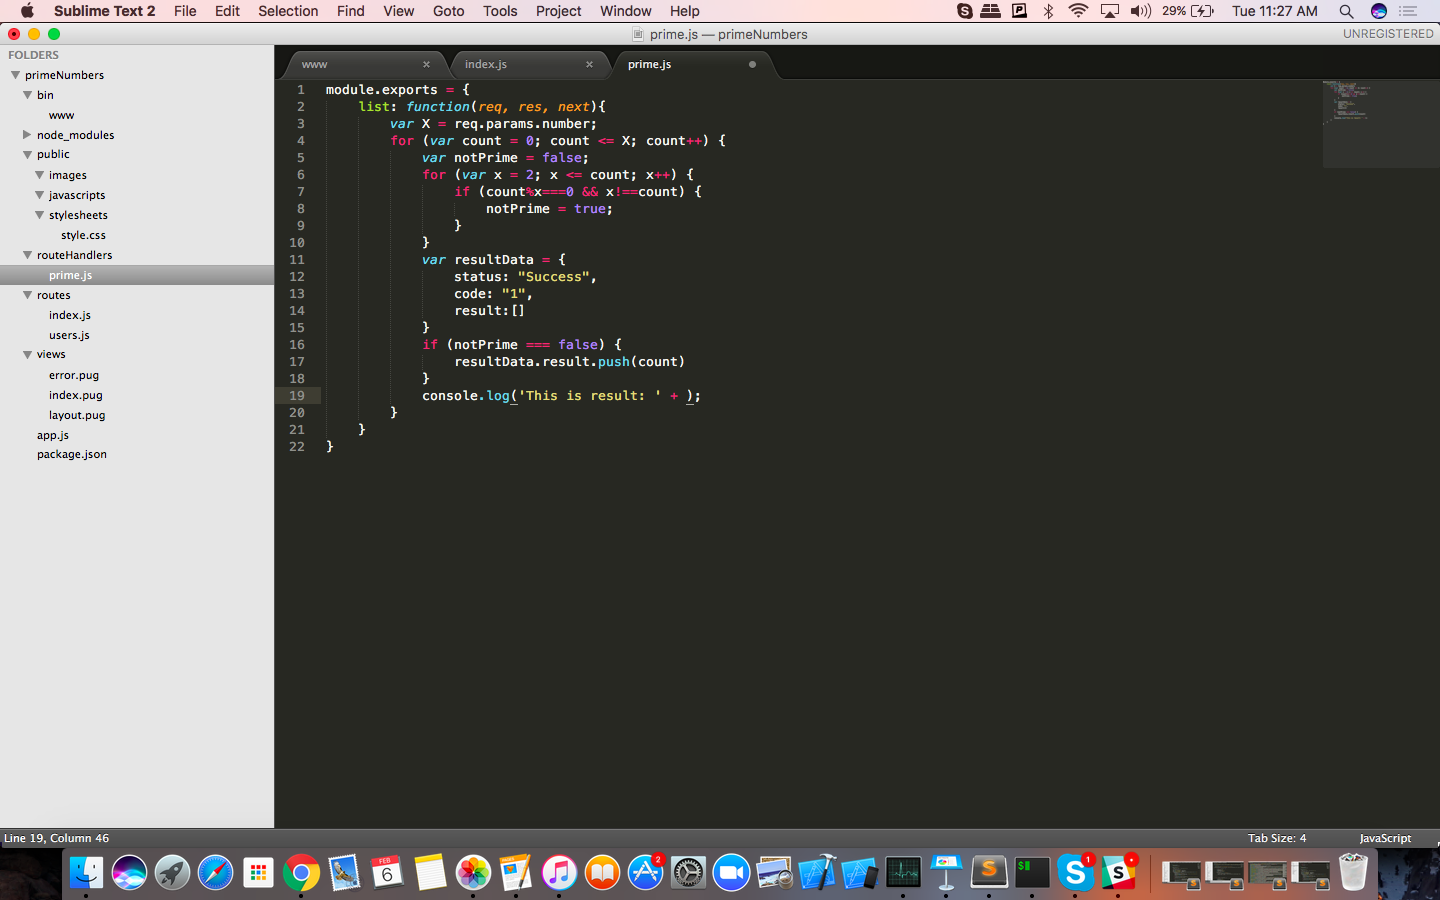 Sublime Text 2 File Edit Selection Find View Goto Tools Project Window Help 29% Tue 11:27 AM
prime.js — primeNumbers UNREGISTERED
FOLDERS
primeNumbers
bin
www
node_modules
public
images
javascripts
stylesheets
style.css
routeHandlers
prime.js
routes
index.js
users.js
views
error.pug
index.pug
layout.pug
app.js
package.json
www × index.js × prime.js
1 module.exports = {
2 list: function(req, res, next){
3 var X = req.params.number;
4 for (var count = 0; count <= X; count++) {
5 var notPrime = false;
6 for (var x = 2; x <= count; x++) {
7 if (count%x===0 && x!==count) {
8 notPrime = true;
9 }
10 }
11 var resultData = {
12 status: "Success",
13 code: "1",
14 result:[]
15 }
16 if (notPrime === false) {
17 resultData.result.push(count)
18 }
19 console.log('This is result: ' + );
20 }
21 }
22 }
Line 19, Column 46 Tab Size: 4 JavaScript
FEB
6
2
$
1
S
S